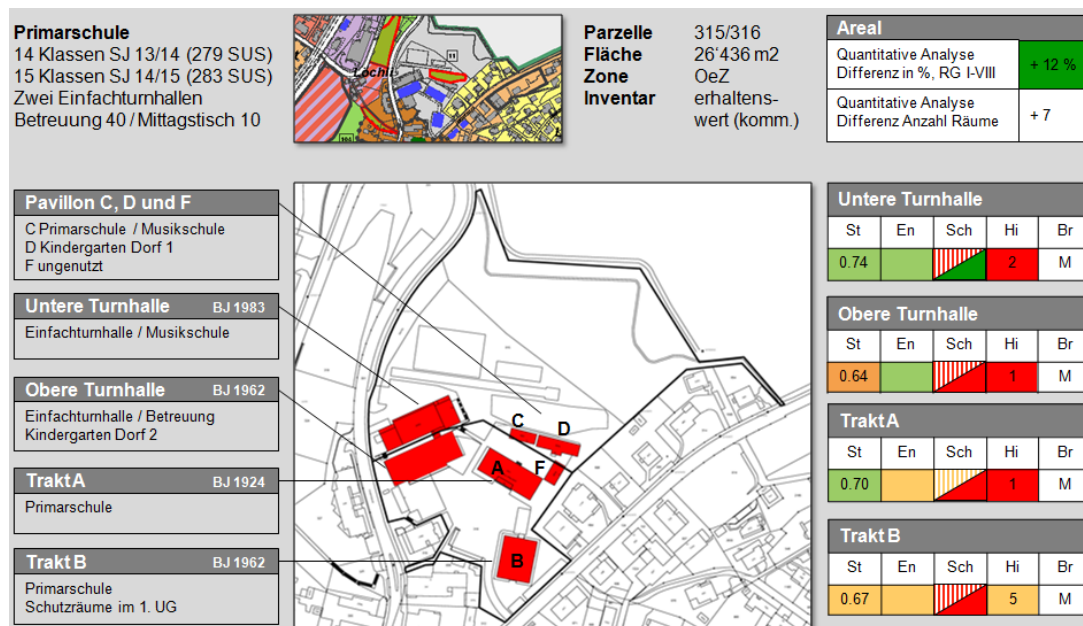 Primarschule
14 Klassen SJ 13/14 (279 SUS)
15 Klassen SJ 14/15 (283 SUS)
Zwei Einfachturnhallen
Betreuung 40 / Mittagstisch 10
Parzelle 315/316
Fläche 26'436 m2
Zone OeZ
Inventar erhaltens-
wert (komm.)
Areal
Quantitative Analyse
Differenz in %, RG I-VIII
+ 12 %
Quantitative Analyse
Differenz Anzahl Räume
+ 7
Pavillon C, D und F
C Primarschule / Musikschule
D Kindergarten Dorf 1
F ungenutzt
Untere Turnhalle BJ 1983
Einfachturnhalle / Musikschule
Obere Turnhalle BJ 1962
Einfachturnhalle / Betreuung
Kindergarten Dorf 2
Trakt A BJ 1924
Primarschule
Trakt B BJ 1962
Primarschule
Schutzräume im 1. UG
C
D
A
F
B
Untere Turnhalle
St En Sch Hi Br
0.74 2 M
Obere Turnhalle
St En Sch Hi Br
0.64 1 M
Trakt A
St En Sch Hi Br
0.70 1 M
Trakt B
St En Sch Hi Br
0.67 5 M